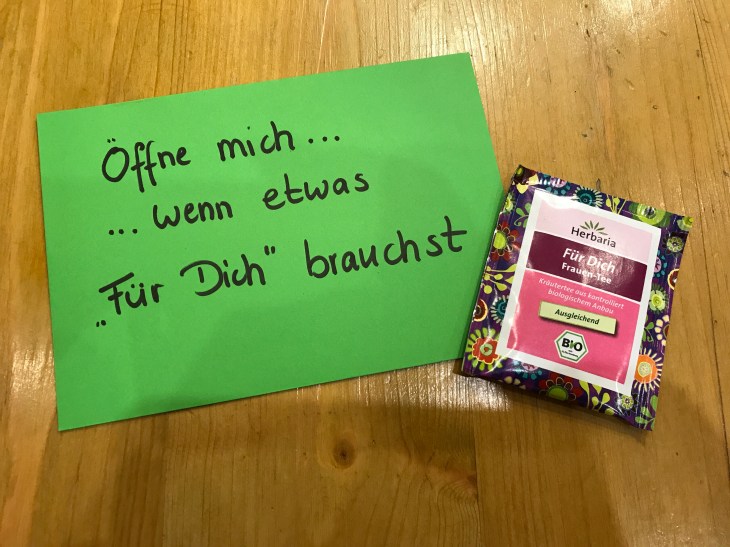 Öffne mich...
...wenn etwas
„Für Dich" brauchst
Herbaria
Für Dich
Frauen-Tee
Kräutertee aus kontrolliert
biologischem Anbau
Ausgleichend
BIO